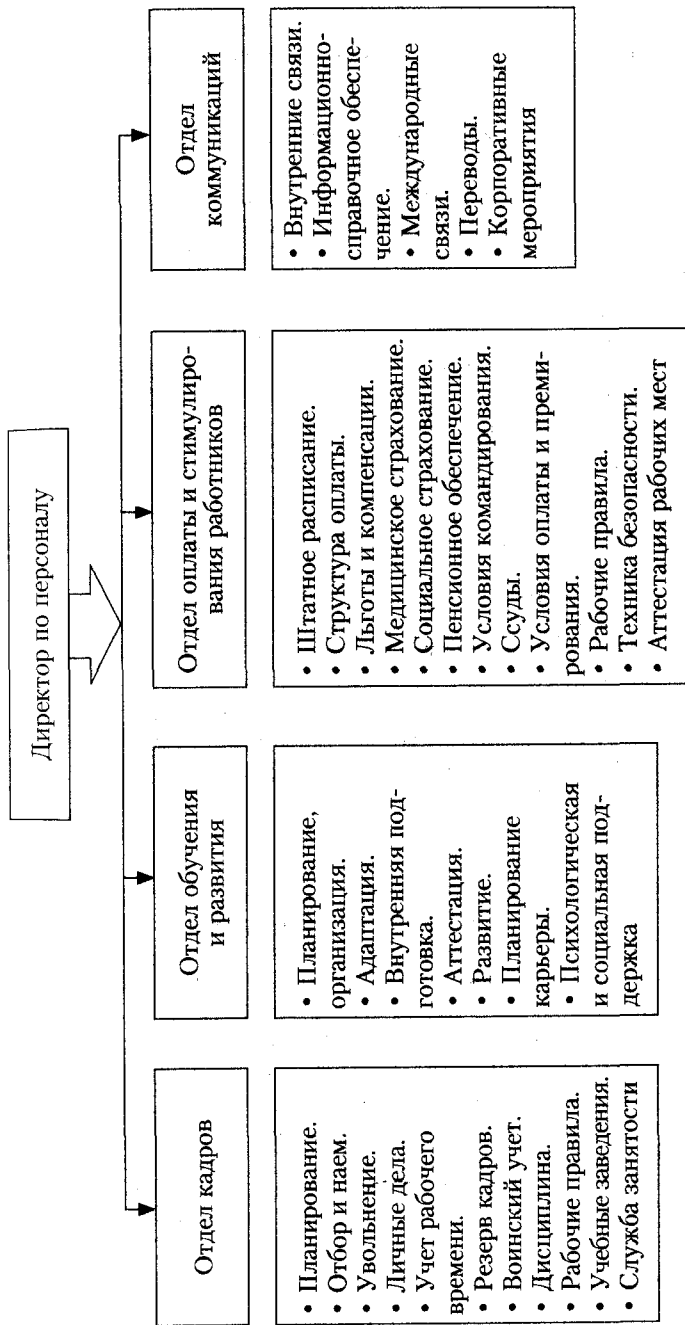 Директор по персоналу
Отдел кадров
• Планирование.
• Отбор и наем.
• Увольнение.
• Личные дела.
• Учет рабочего
времени.
• Резерв кадров.
• Воинский учет.
• Дисциплина.
• Рабочие правила.
• Учебные заведения.
• Служба занятости
Отдел обучения
и развития
• Планирование,
организация.
• Адаптация.
• Внутренняя под-
готовка.
• Аттестация.
• Развитие.
• Планирование
карьеры.
• Психологическая
и социальная под-
держка
Отдел оплаты и стимулиро-
вания работников
• Штатное расписание.
• Структура оплаты.
• Льготы и компенсации.
• Медицинское страхование.
• Социальное страхование.
• Пенсионное обеспечение.
• Условия командирования.
• Ссуды.
• Условия оплаты и преми-
рования.
• Рабочие правила.
• Техника безопасности.
• Аттестация рабочих мест
Отдел
коммуникаций
• Внутренние связи.
• Информационно-
справочное обеспе-
чение.
• Международные
связи.
• Переводы.
• Корпоративные
мероприятия